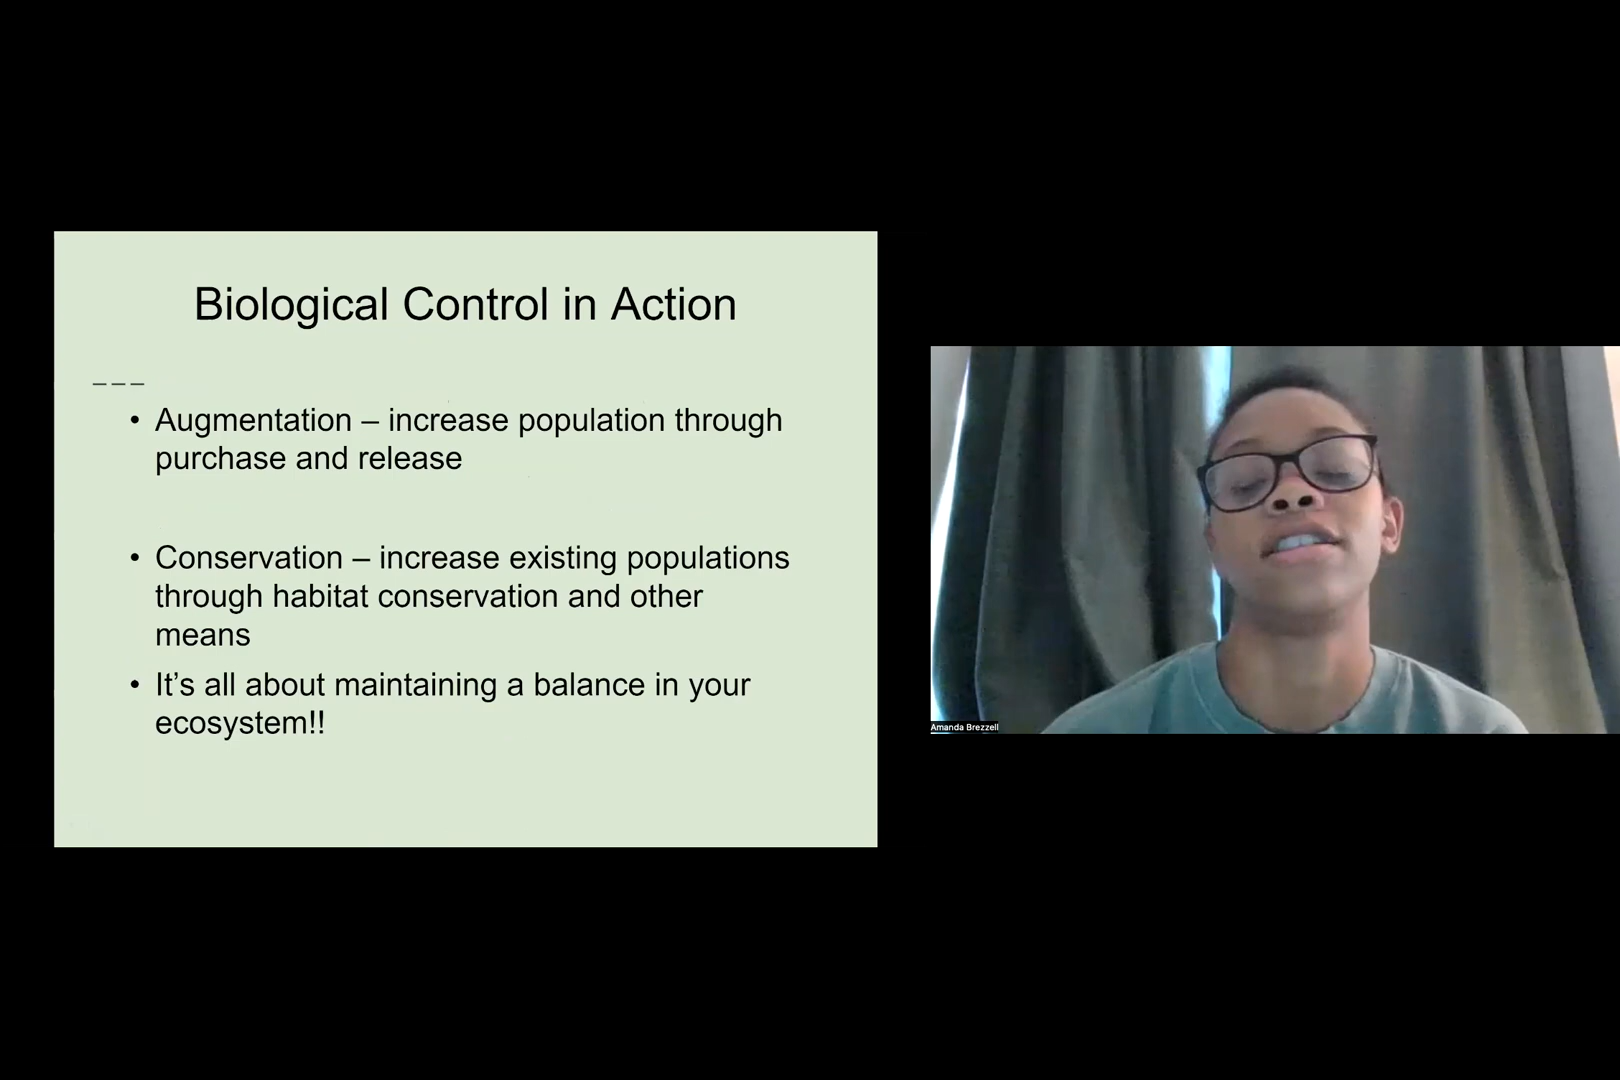 Biological Control in Action
– – –
• Augmentation – increase population through
purchase and release
• Conservation – increase existing populations
through habitat conservation and other
means
• It’s all about maintaining a balance in your
ecosystem!!
Amanda Brezzell